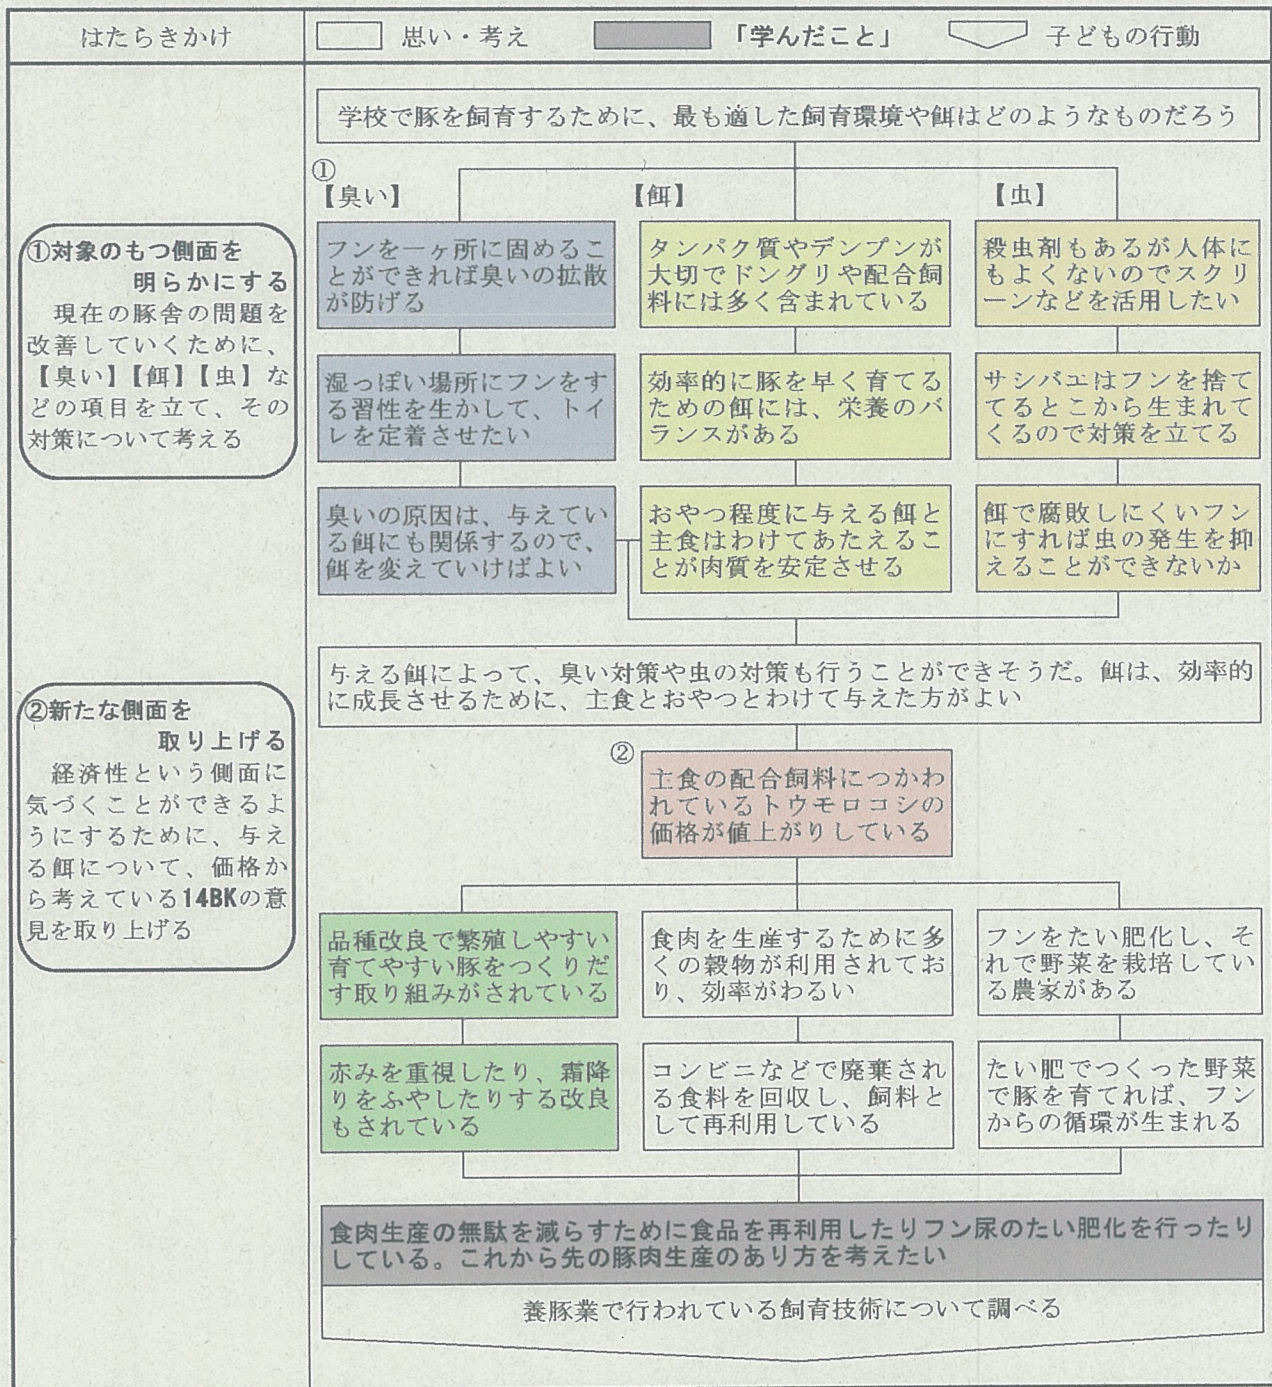 はたらきかけ
思い・考え 「学んだこと」 子どもの行動
学校で豚を飼育するために、最も適した飼育環境や餌はどのようなものだろう
①
【臭い】 【餌】 【虫】
①対象のもつ側面を
明らかにする
現在の豚舎の問題を
改善していくために、
【臭い】【餌】【虫】な
どの項目を立て、その
対策について考える
フンを一ヶ所に固めるこ
とができれば臭いの拡散
が防げる
タンパク質やデンプンが
大切でドングリや配合飼
料には多く含まれている
殺虫剤もあるが人体に
もよくないのでスクリ
ーンなどを活用したい
湿っぽい場所にフンをす
る習性を生かして、トイ
レを定着させたい
効率的に豚を早く育てる
ための餌には、栄養のバ
ランスがある
サシバエはフンを捨て
てるとこから生まれて
くるので対策を立てる
臭いの原因は、与えてい
る餌にも関係するので、
餌を変えていけばよい
おやつ程度に与える餌と
主食はわけてあたえるこ
とが肉質を安定させる
餌で腐敗しにくいフン
にすれば虫の発生を抑
えることができないか
与える餌によって、臭い対策や虫の対策も行うことができそうだ。餌は、効率的
に成長させるために、主食とおやつとわけて与えた方がよい
②新たな側面を
取り上げる
経済性という側面に
気づくことができるよ
うにするために、与え
る餌について、価格か
ら考えている14BKの意
見を取り上げる
②
主食の配合飼料につかわ
れているトウモロコシの
価格が値上がりしている
品種改良で繁殖しやすい
育てやすい豚をつくりだ
す取り組みがされている
食肉を生産するために多
くの穀物が利用されてお
り、効率がわるい
フンをたい肥化し、そ
れで野菜を栽培してい
る農家がある
赤みを重視したり、霜降
りをふやしたりする改良
もされている
コンビニなどで廃棄され
る食料を回収し、飼料と
して再利用している
たい肥でつくった野菜
で豚を育てれば、フン
からの循環が生まれる
食肉生産の無駄を減らすために食品を再利用したりフン尿のたい肥化を行ったり
している。これから先の豚肉生産のあり方を考えたい
養豚業で行われている飼育技術について調べる